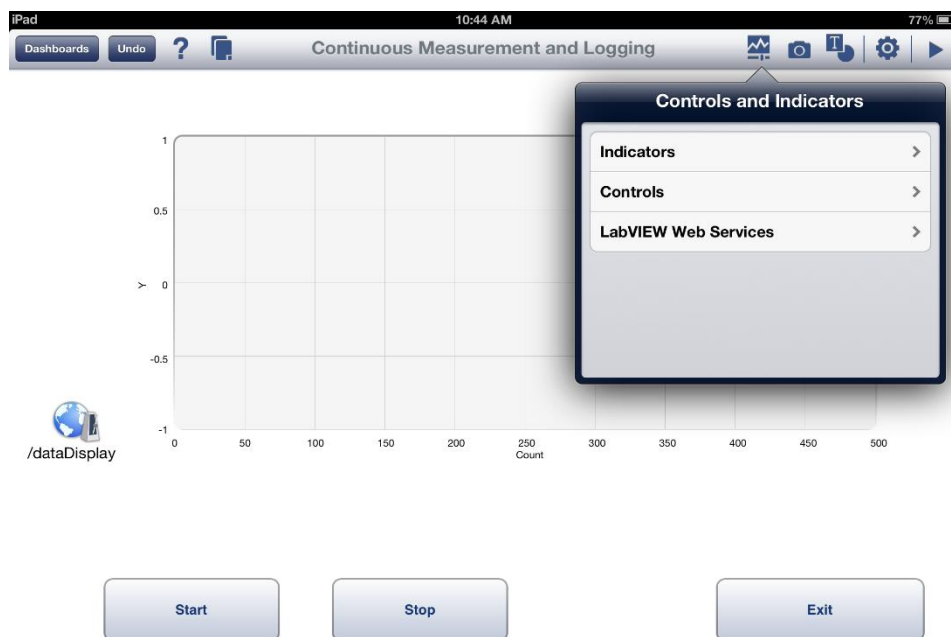 iPad 10:44 AM 77%
Dashboards Undo ? Continuous Measurement and Logging T
Controls and Indicators
Indicators
Controls
LabVIEW Web Services
1
0.5
0
-0.5
-1
Y
/dataDisplay
0 50 100 150 200 250 300 350 400 450 500
Count
Start Stop Exit